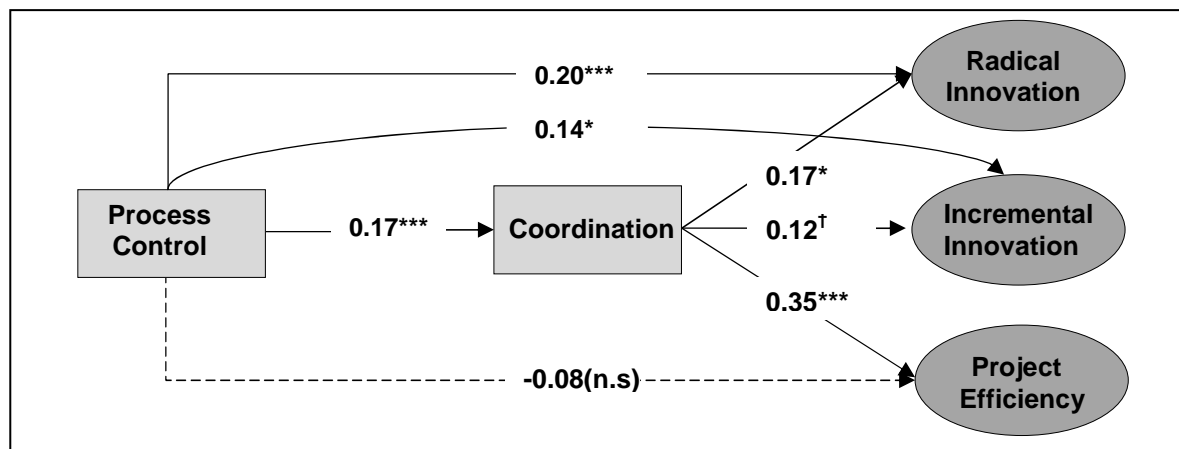 0.20***
Radical
Innovation
0.14*
Process
Control
0.17***
Coordination
0.17*
0.12†
0.35***
Incremental
Innovation
-0.08(n.s)
Project
Efficiency